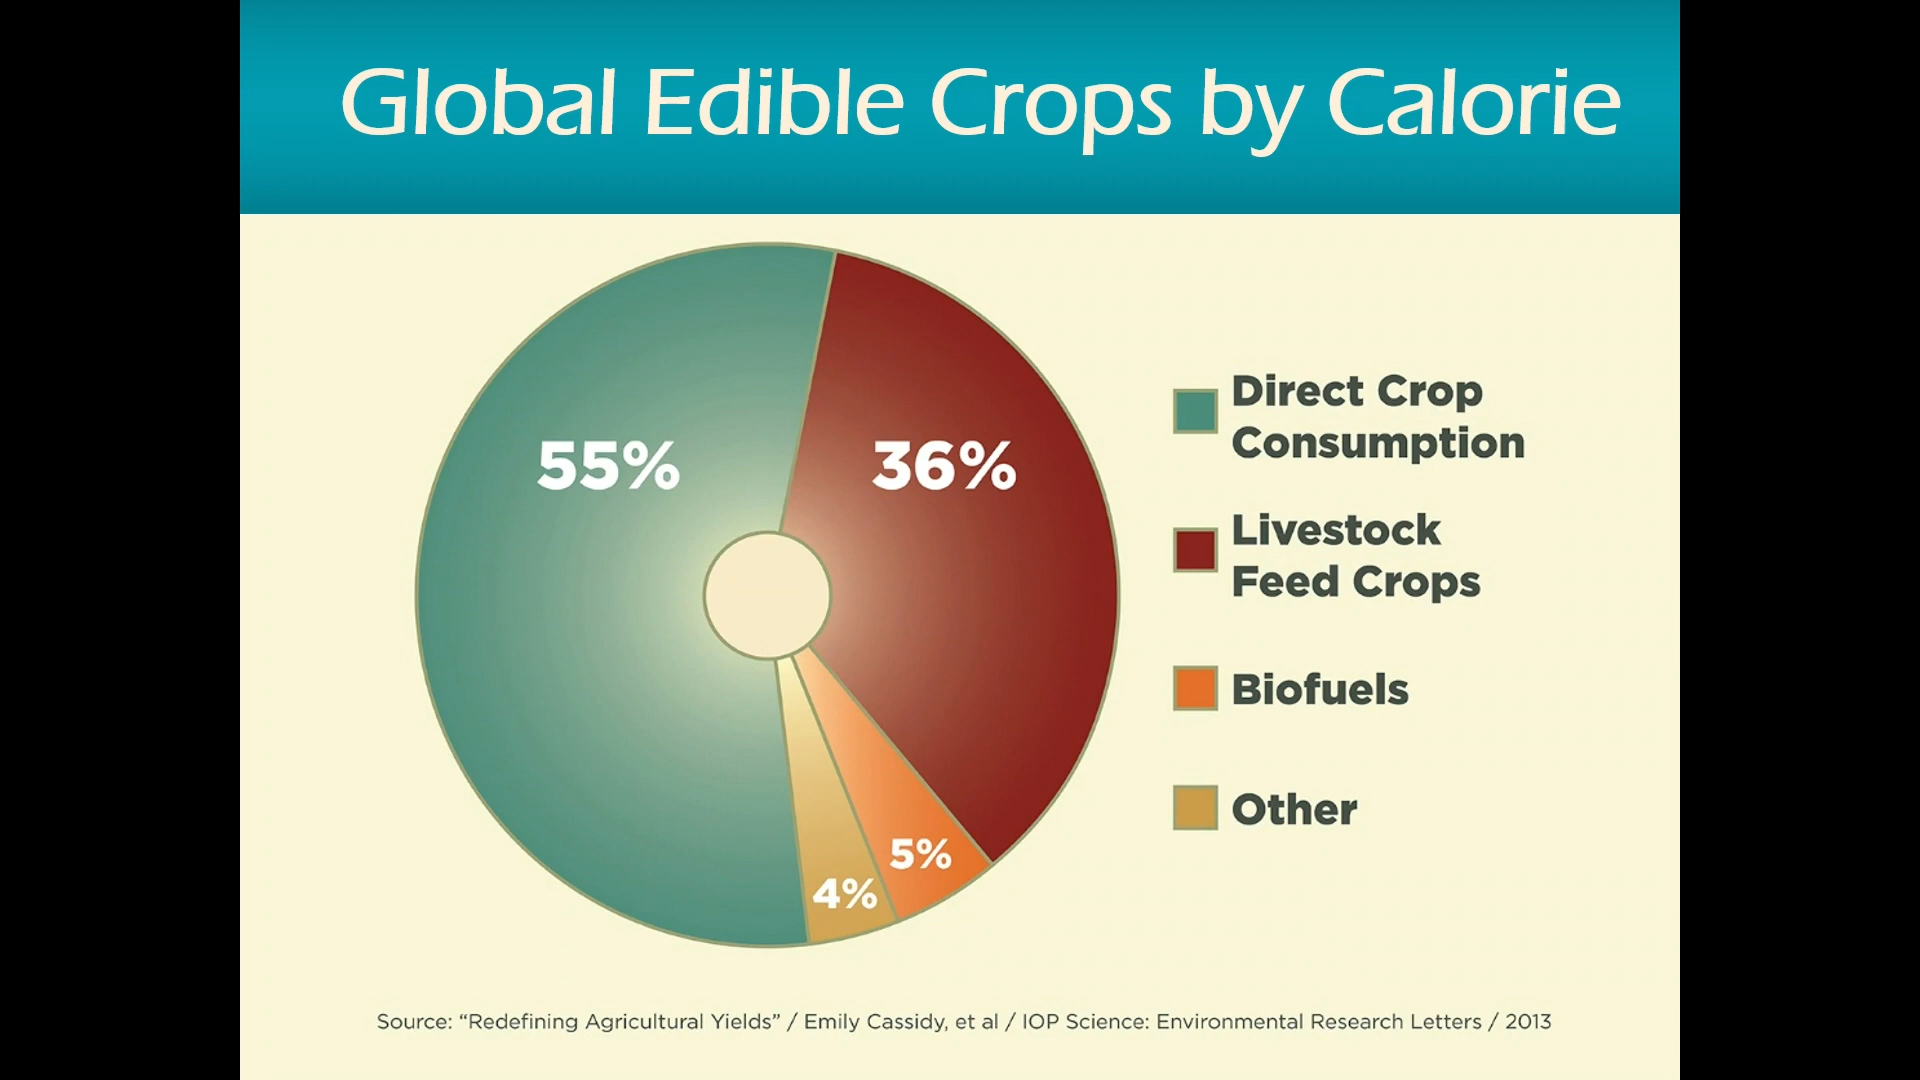 Global Edible Crops by Calorie
55%
36%
5%
4%
Direct Crop
Consumption
Livestock
Feed Crops
Biofuels
Other
Source: “Redefining Agricultural Yields” / Emily Cassidy, et al / IOP Science: Environmental Research Letters / 2013